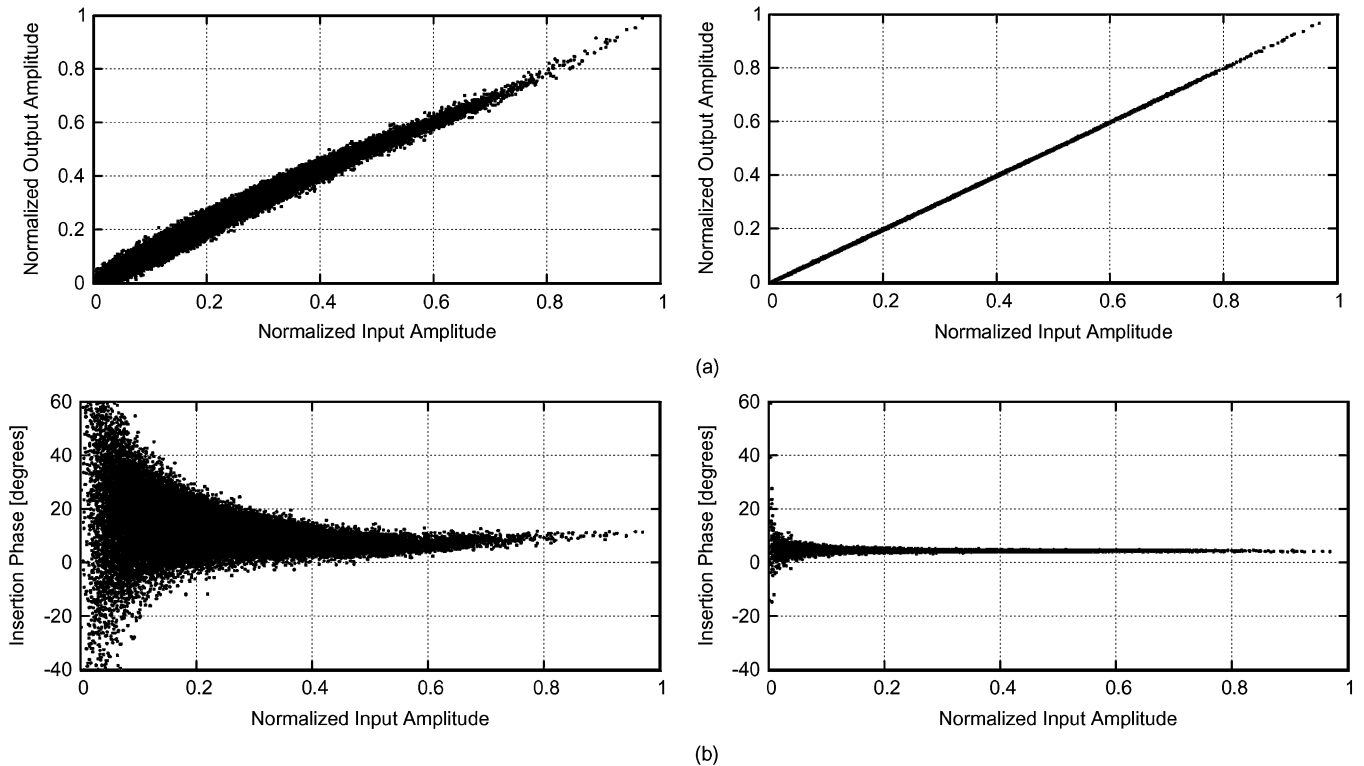 Normalized Output Amplitude
1
0.8
0.6
0.4
0.2
0
0 0.2 0.4 0.6 0.8 1
Normalized Input Amplitude
Normalized Output Amplitude
1
0.8
0.6
0.4
0.2
0
0 0.2 0.4 0.6 0.8 1
Normalized Input Amplitude
(a)
Insertion Phase [degrees]
60
40
20
0
-20
-40
0 0.2 0.4 0.6 0.8 1
Normalized Input Amplitude
Insertion Phase [degrees]
60
40
20
0
-20
-40
0 0.2 0.4 0.6 0.8 1
Normalized Input Amplitude
(b)